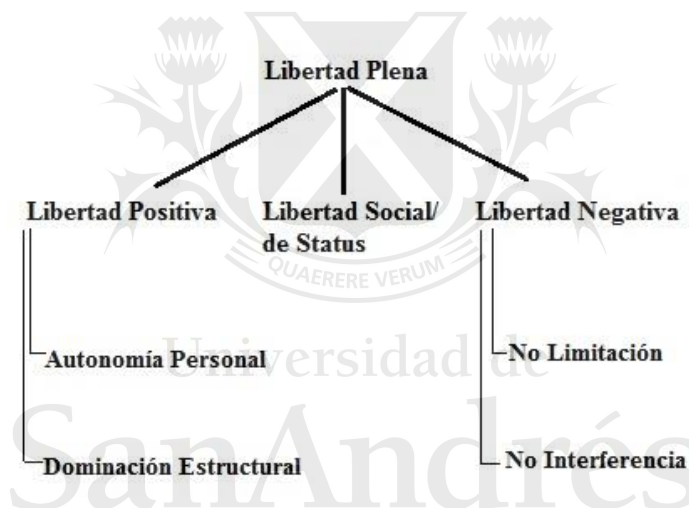 Libertad Plena
Libertad Positiva
Libertad Social/
de Status
Libertad Negativa
QUAERERE VERUM
Autonomía Personal
No Limitación
Universidad de
Dominación Estructural
No Interferencia
SanAndrés